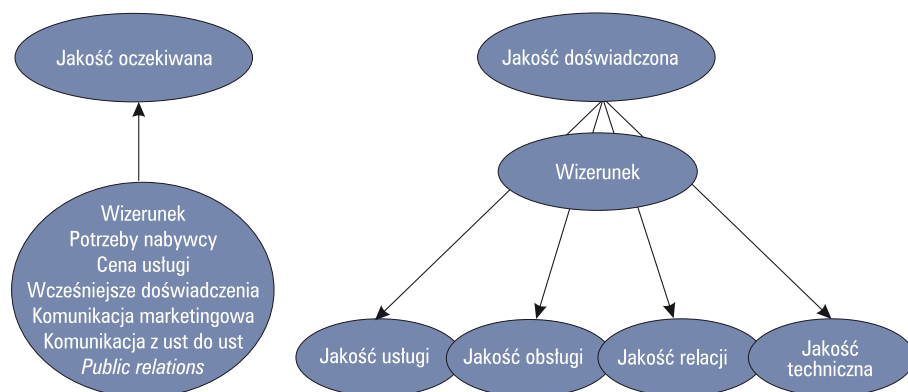 Jakość oczekiwana
Wizerunek
Potrzeby nabywcy
Cena usługi
Wcześniejsze doświadczenia
Komunikacja marketingowa
Komunikacja z ust do ust
Public relations
Jakość doświadczona
Wizerunek
Jakość usługi
Jakość obsługi
Jakość relacji
Jakość
techniczna